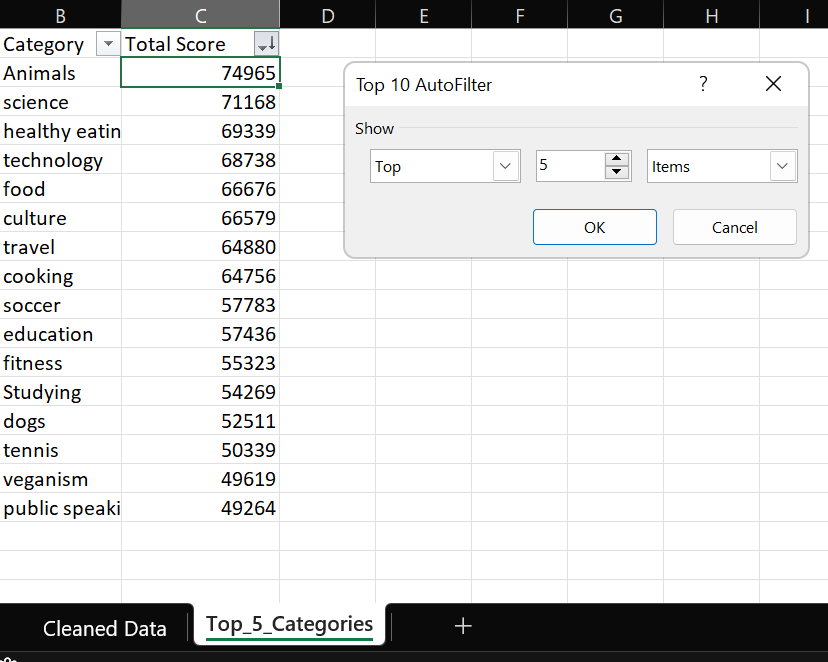 B C D E F G H I
Category Total Score
Animals 74965
science 71168
healthy eatin 69339
technology 68738
food 66676
culture 66579
travel 64880
cooking 64756
soccer 57783
education 57436
fitness 55323
Studying 54269
dogs 52511
tennis 50339
veganism 49619
public speaki 49264
Top 10 AutoFilter ? X
Show
Top 5 Items
OK Cancel
Cleaned Data Top_5_Categories +